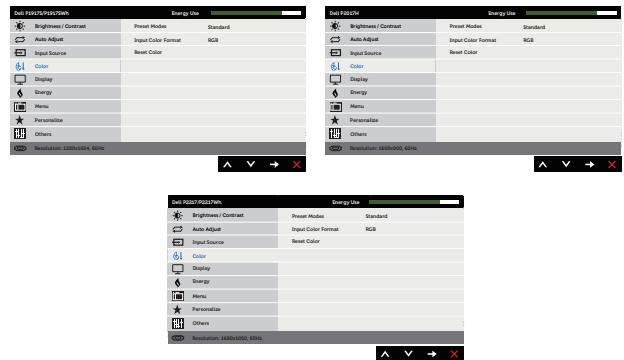 Dell P1917S/P1917SWh Energy Use
Brightness / Contrast Preset Modes Standard
Auto Adjust Input Color Format RGB
Input Source Reset Color
Color
Display
Energy
Menu
Personalize
Others
Resolution: 1280x1024, 60Hz
Dell P2017H Energy Use
Brightness / Contrast Preset Modes Standard
Auto Adjust Input Color Format RGB
Input Source Reset Color
Color
Display
Energy
Menu
Personalize
Others
Resolution: 1600x900, 60Hz
Dell P2217/P2217Wh Energy Use
Brightness / Contrast Preset Modes Standard
Auto Adjust Input Color Format RGB
Input Source Reset Color
Color
Display
Energy
Menu
Personalize
Others
Resolution: 1680x1050, 60Hz